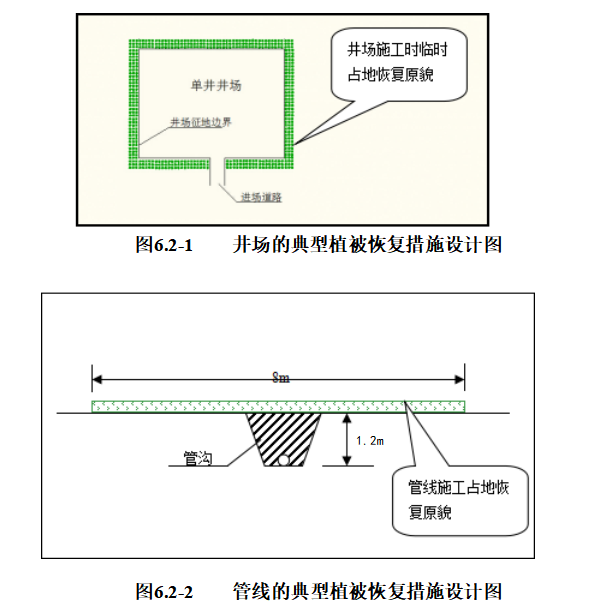 井场施工时临时
占地恢复原貌
单井井场
井场征地边界
进场道路
图6.2-1 井场的典型植被恢复措施设计图
8m
1.2m
管沟
管线施工占地恢
复原貌
图6.2-2 管线的典型植被恢复措施设计图